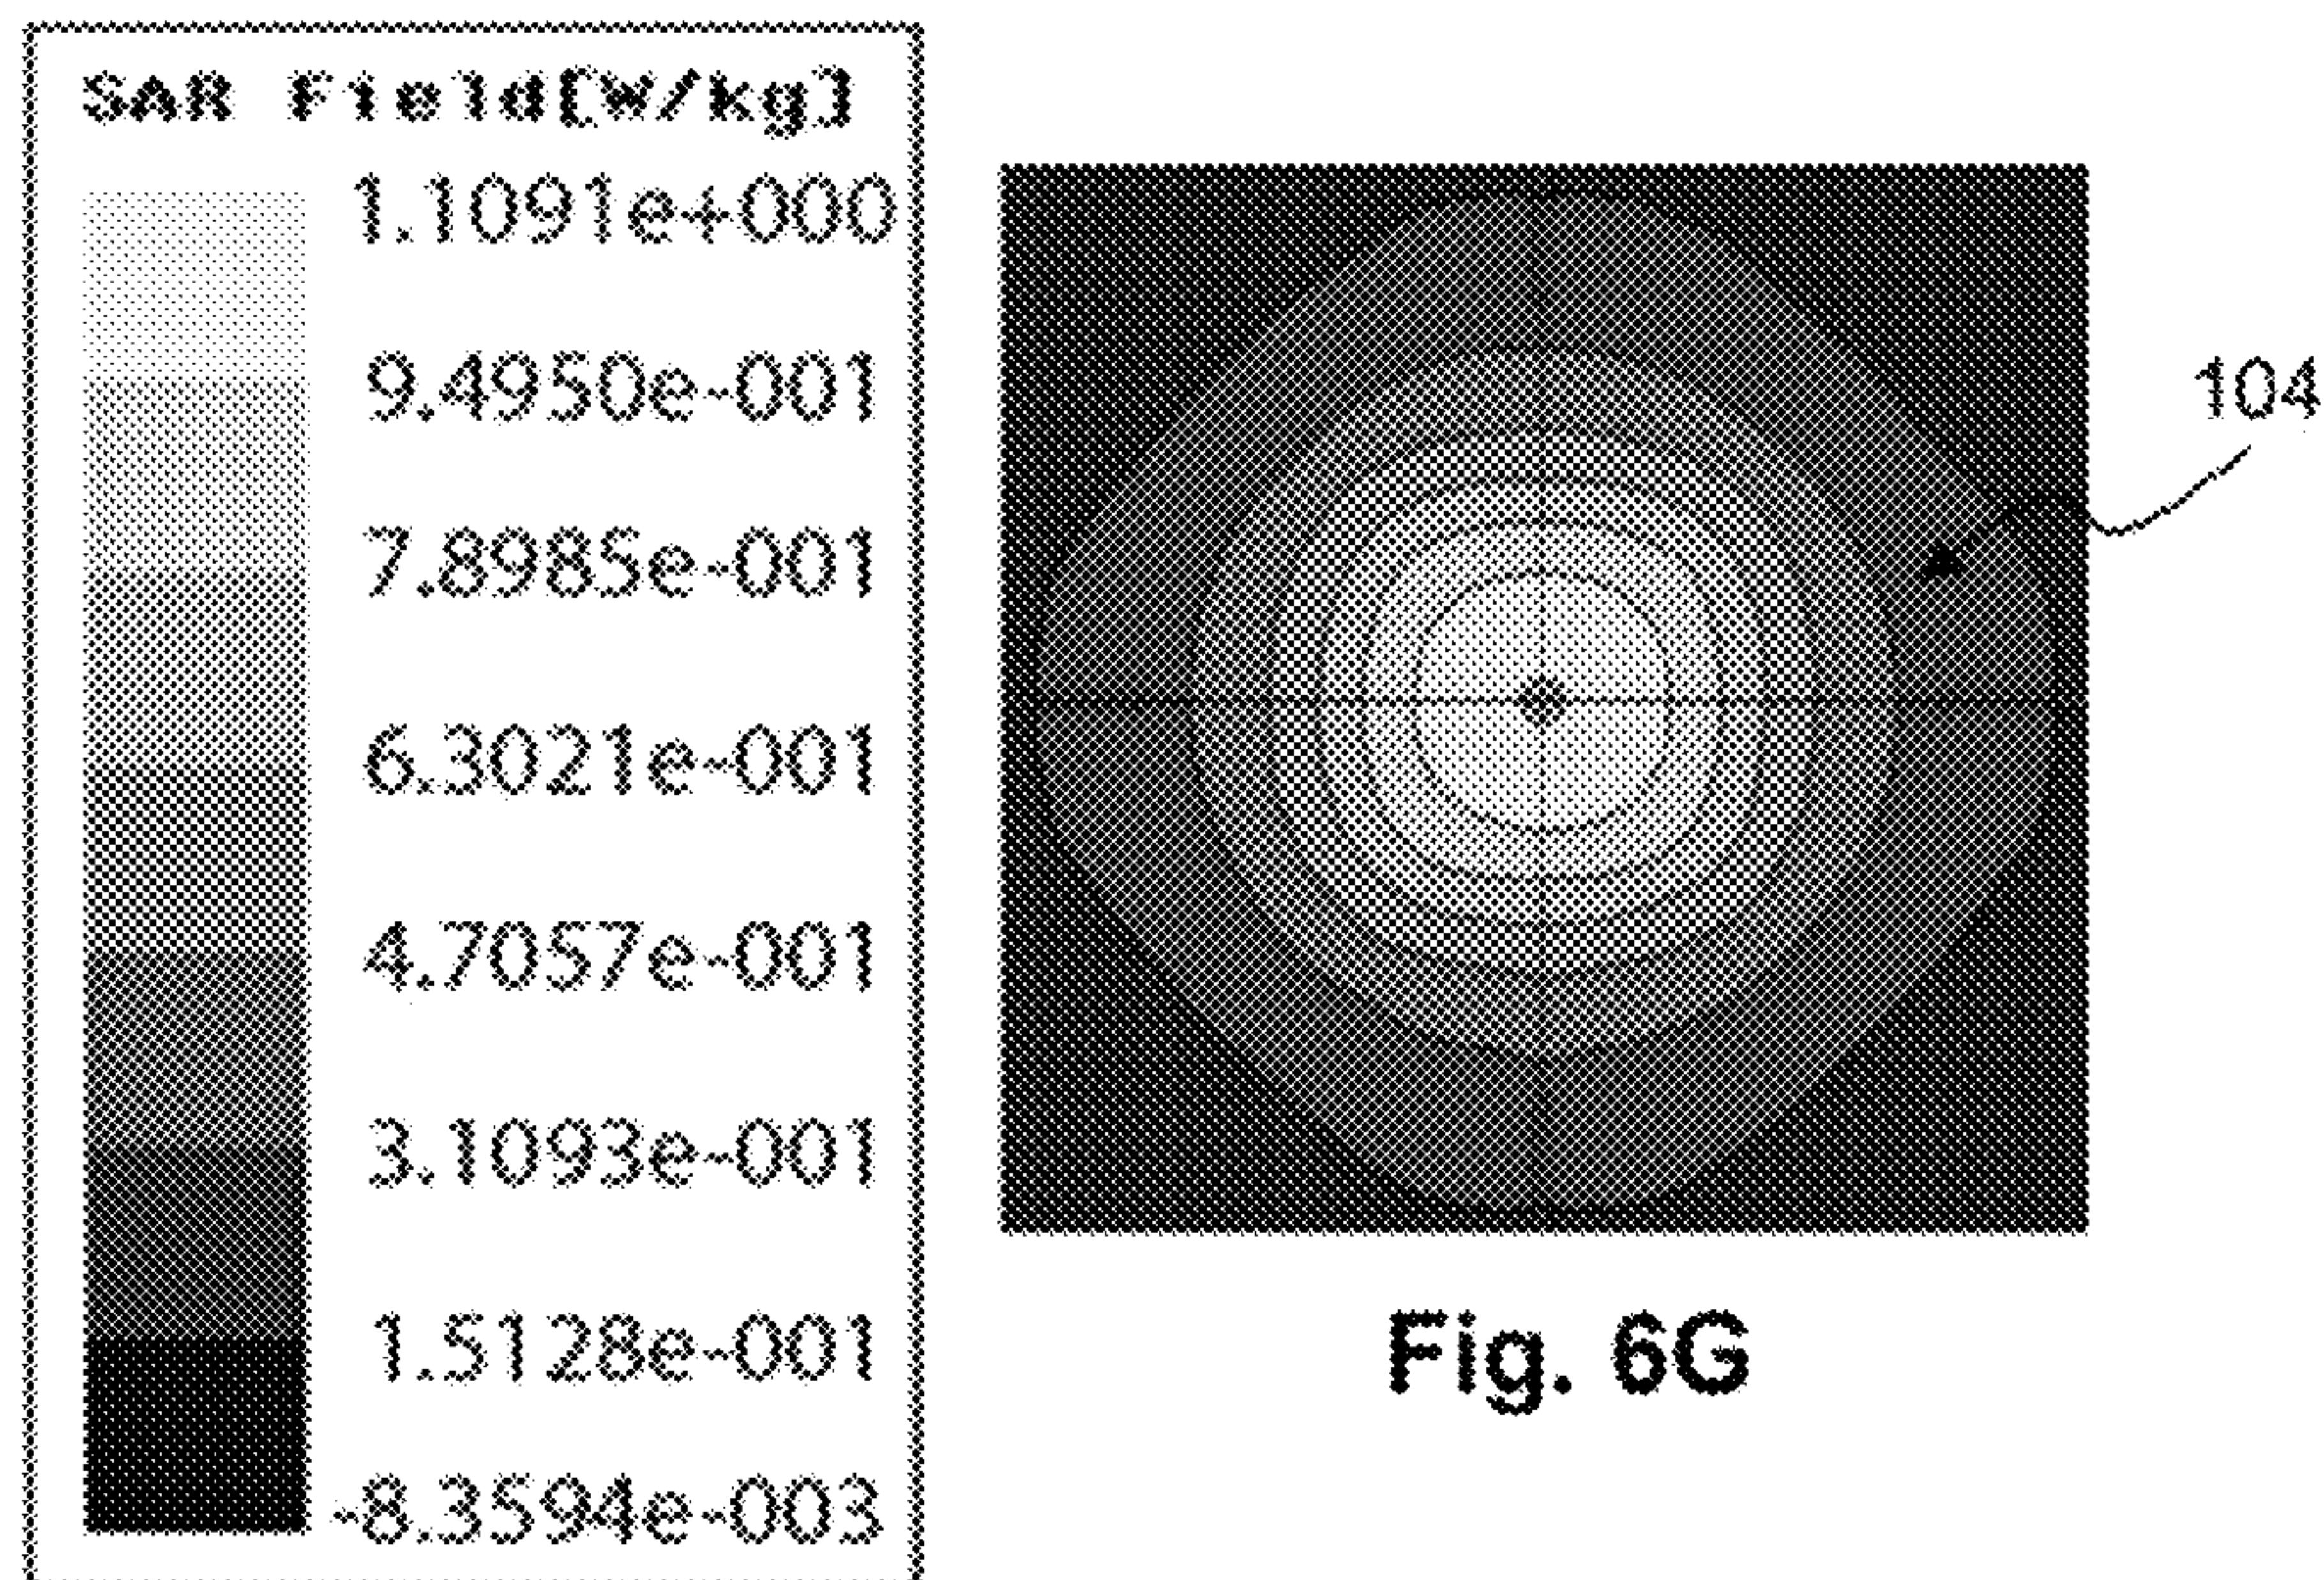 SAR Field[W/kg]
1.1091e+000
9.4950e-001
7.8985e-001
6.3021e-001
4.7057e-001
3.1093e-001
1.5128e-001
-8.3594e-003
104
Fig. 6G